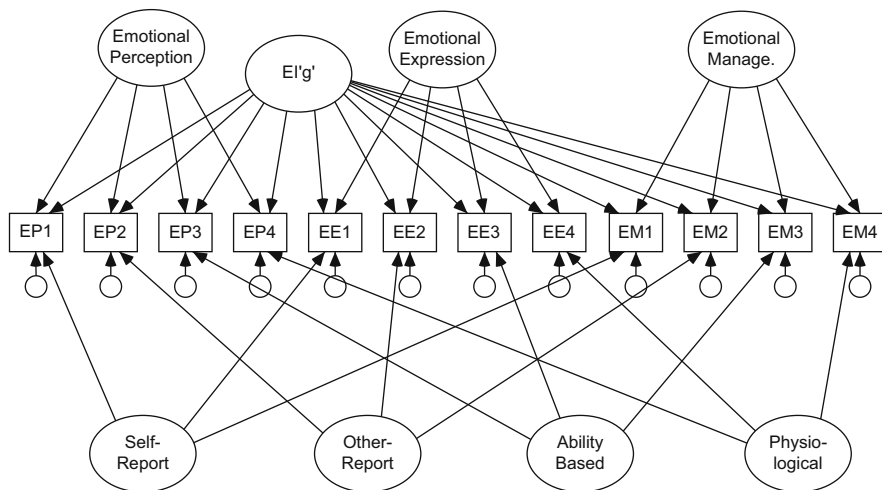 Emotional
Perception
EI'g'
Emotional
Expression
Emotional
Manage.
EP1
EP2
EP3
EP4
EE1
EE2
EE3
EE4
EM1
EM2
EM3
EM4
Self-
Report
Other-
Report
Ability
Based
Physio-
logical